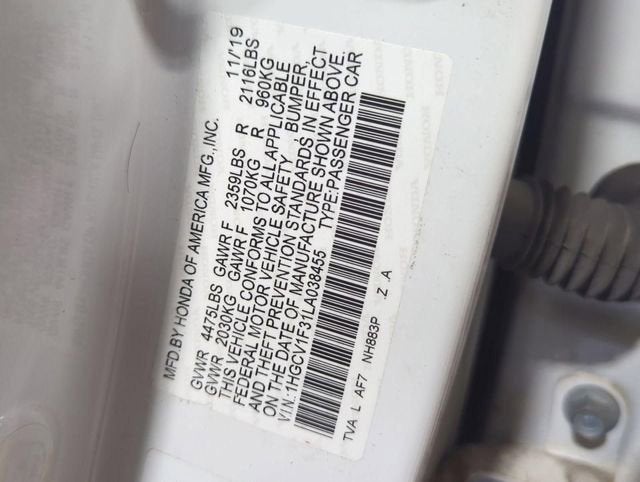 MFD BY HONDA OF AMERICA MFG., INC. 11/'19
GVWR 4475LBS GAWR F 2359LBS R 2116LBS
GVWR 2030KG GAWR F 1070KG R 960KG
THIS VEHICLE CONFORMS TO ALL APPLICABLE
FEDERAL MOTOR VEHICLE SAFETY , BUMPER,
AND THEFT PREVENTION STANDARDS IN EFFECT
ON THE DATE OF MANUFACTURE SHOWN ABOVE.
V.I.N.:1HGCV1F31LA038455 TYPE:PASSENGER CAR
TVA L AF7 NH883P .Z .A